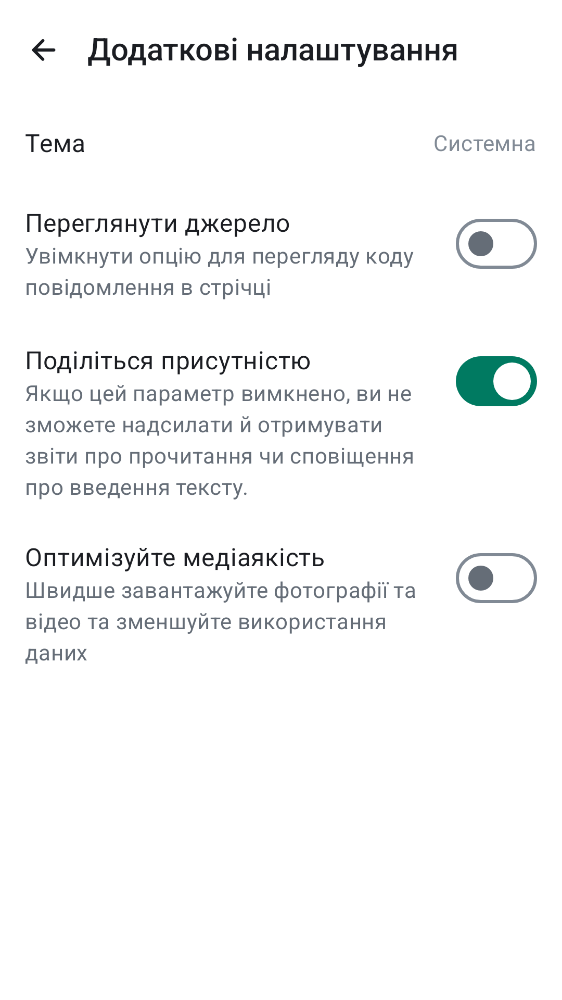 Додаткові налаштування
Тема
Системна
Переглянути джерело
Увімкнути опцію для перегляду коду
повідомлення в стрічці
Поділіться присутністю
Якщо цей параметр вимкнено, ви не
зможете надсилати й отримувати
звіти про прочитання чи сповіщення
про введення тексту.
Оптимізуйте медіаякість
Швидше завантажуйте фотографії та
відео та зменшуйте використання
даних